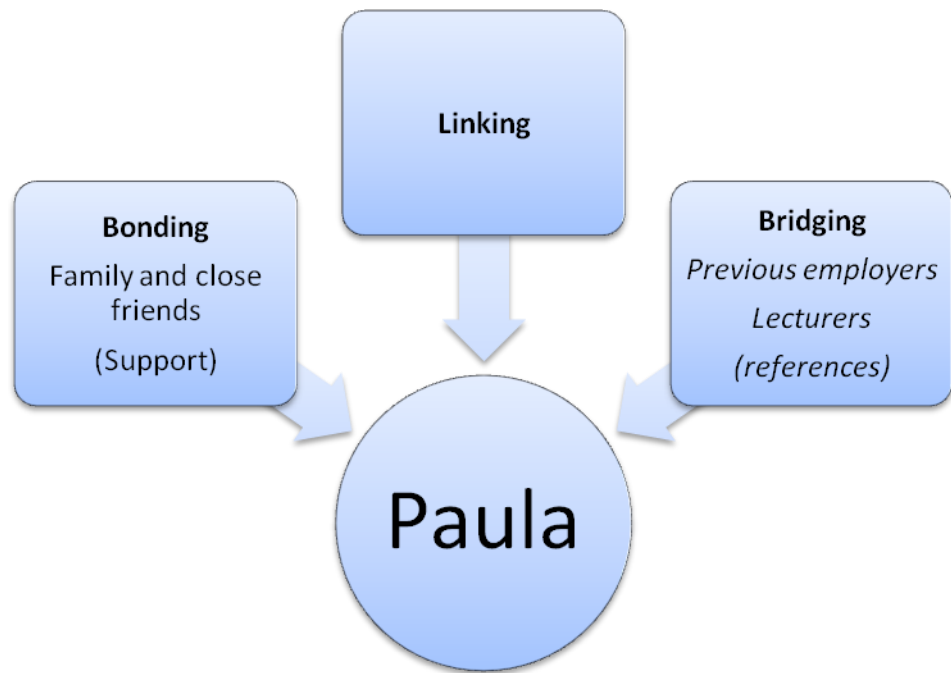 Linking
Bonding
Family and close
friends
(Support)
Bridging
Previous employers
Lecturers
(references)
Paula